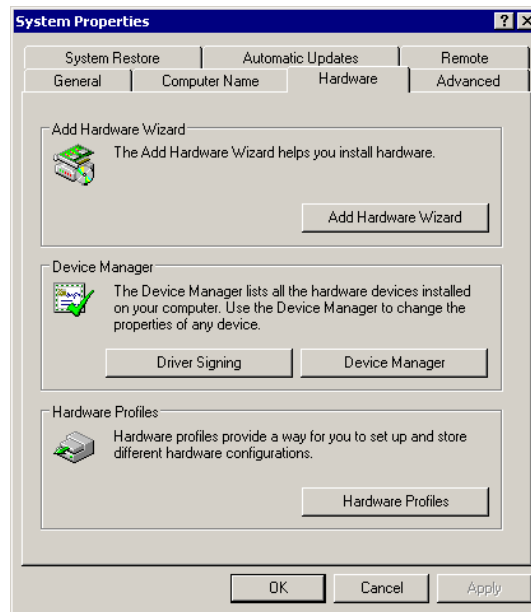 System Properties
System Restore
Automatic Updates
Remote
General
Computer Name
Hardware
Advanced
Add Hardware Wizard
The Add Hardware Wizard helps you install hardware.
Add Hardware Wizard
Device Manager
The Device Manager lists all the hardware devices installed
on your computer. Use the Device Manager to change the
properties of any device.
Driver Signing
Device Manager
Hardware Profiles
Hardware profiles provide a way for you to set up and store
different hardware configurations.
Hardware Profiles
OK
Cancel
Apply